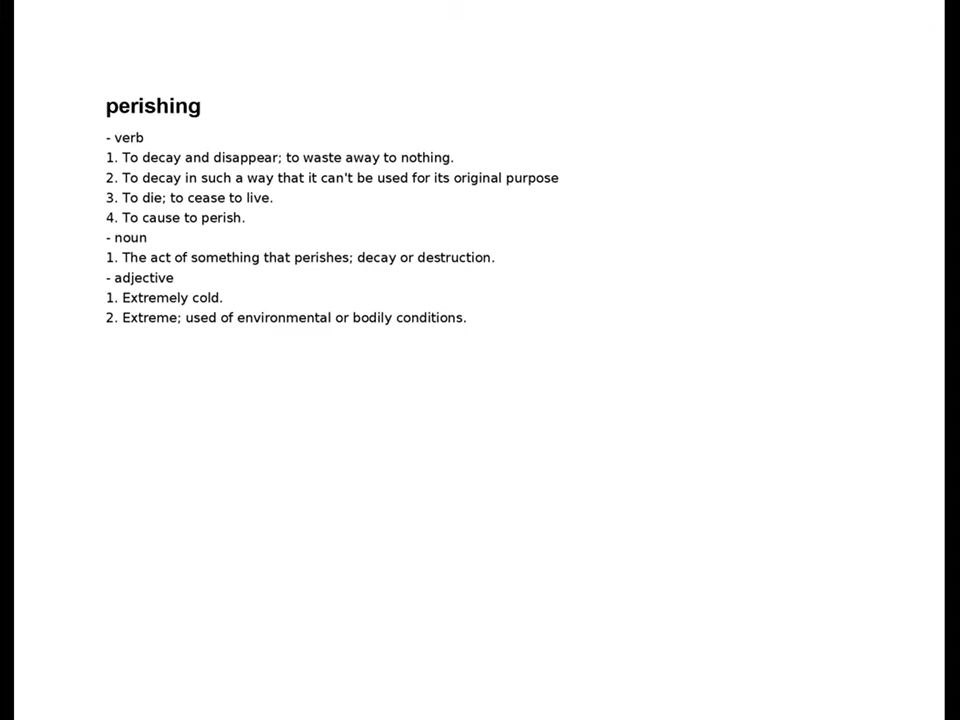 perishing
- verb
1. To decay and disappear; to waste away to nothing.
2. To decay in such a way that it can't be used for its original purpose
3. To die; to cease to live.
4. To cause to perish.
- noun
1. The act of something that perishes; decay or destruction.
- adjective
1. Extremely cold.
2. Extreme; used of environmental or bodily conditions.